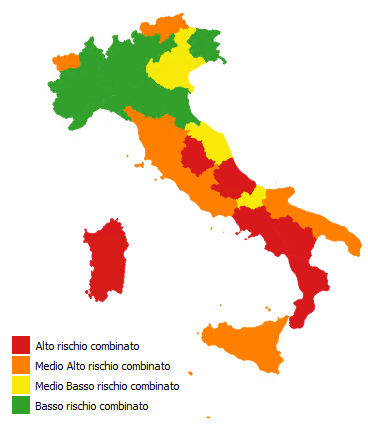 Alto rischio combinato
Medio Alto rischio combinato
Medio Basso rischio combinato
Basso rischio combinato